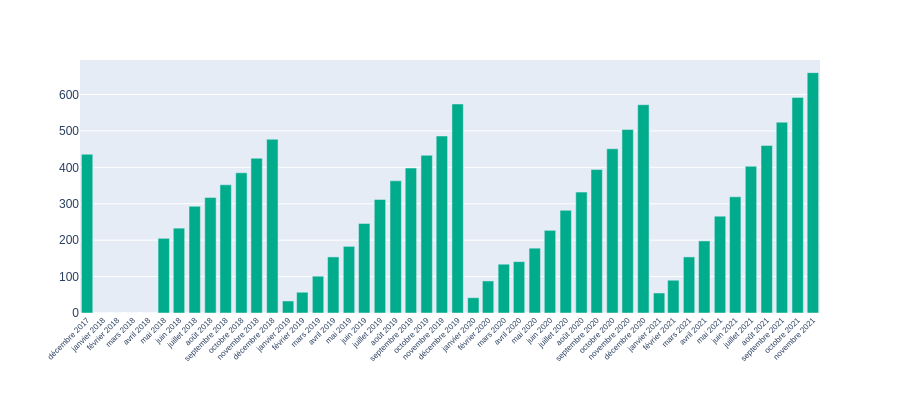 600
500
400
300
200
100
0
décembre 2017
janvier 2018
février 2018
mars 2018
avril 2018
mai 2018
juin 2018
juillet 2018
août 2018
septembre 2018
octobre 2018
novembre 2018
décembre 2018
janvier 2019
février 2019
mars 2019
avril 2019
mai 2019
juin 2019
juillet 2019
août 2019
septembre 2019
octobre 2019
novembre 2019
décembre 2019
janvier 2020
février 2020
mars 2020
avril 2020
mai 2020
juin 2020
juillet 2020
août 2020
septembre 2020
octobre 2020
novembre 2020
décembre 2020
janvier 2021
février 2021
mars 2021
avril 2021
mai 2021
juin 2021
juillet 2021
août 2021
septembre 2021
octobre 2021
novembre 2021